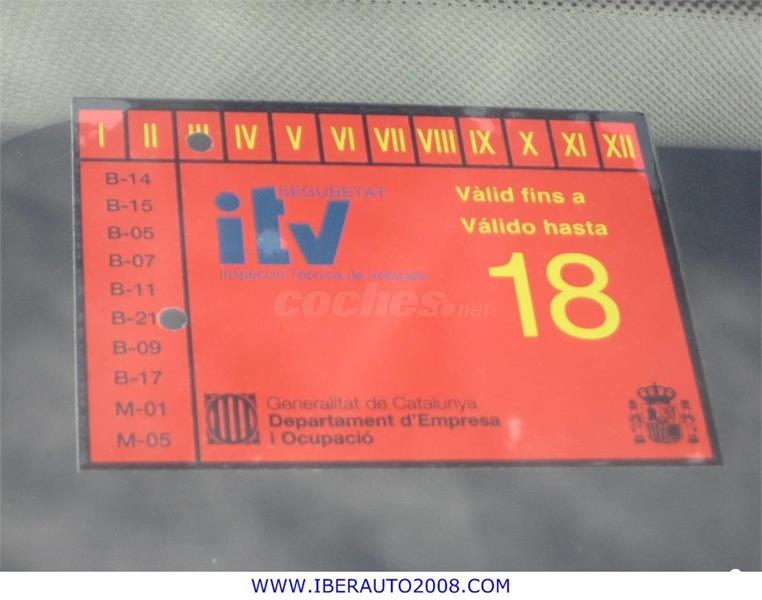 I II III IV V VI VII VIII IX X XI XII
B-14
B-15
B-05
B-07
B-11
B-21
B-09
B-17
M-01
M-05
SEGURETAT
itv
Inspecció Tècnica de Vehicles
Vàlid fins a
Válido hasta
18
coches.net
Generalitat de Catalunya
Departament d'Empresa
i Ocupació
WWW.IBERAUTO2008.COM